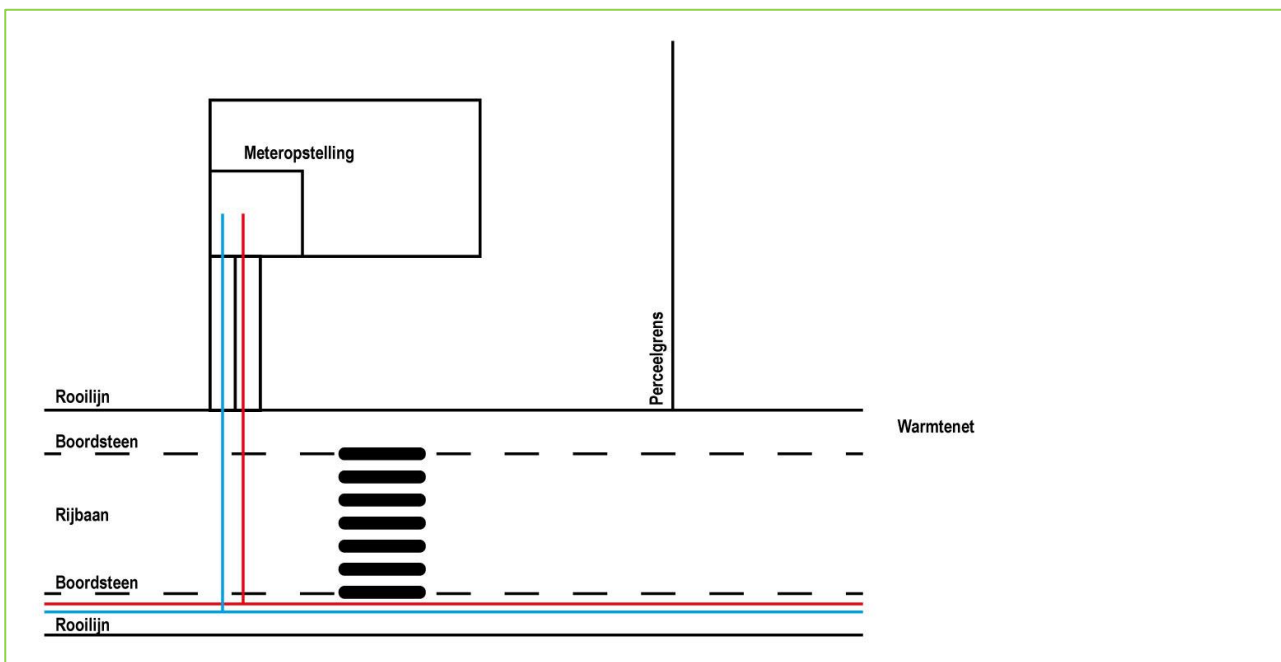 Meteropstelling
Perceelgrens
Rooilijn
Warmtenet
Boordsteen
Rijbaan
Boordsteen
Rooilijn